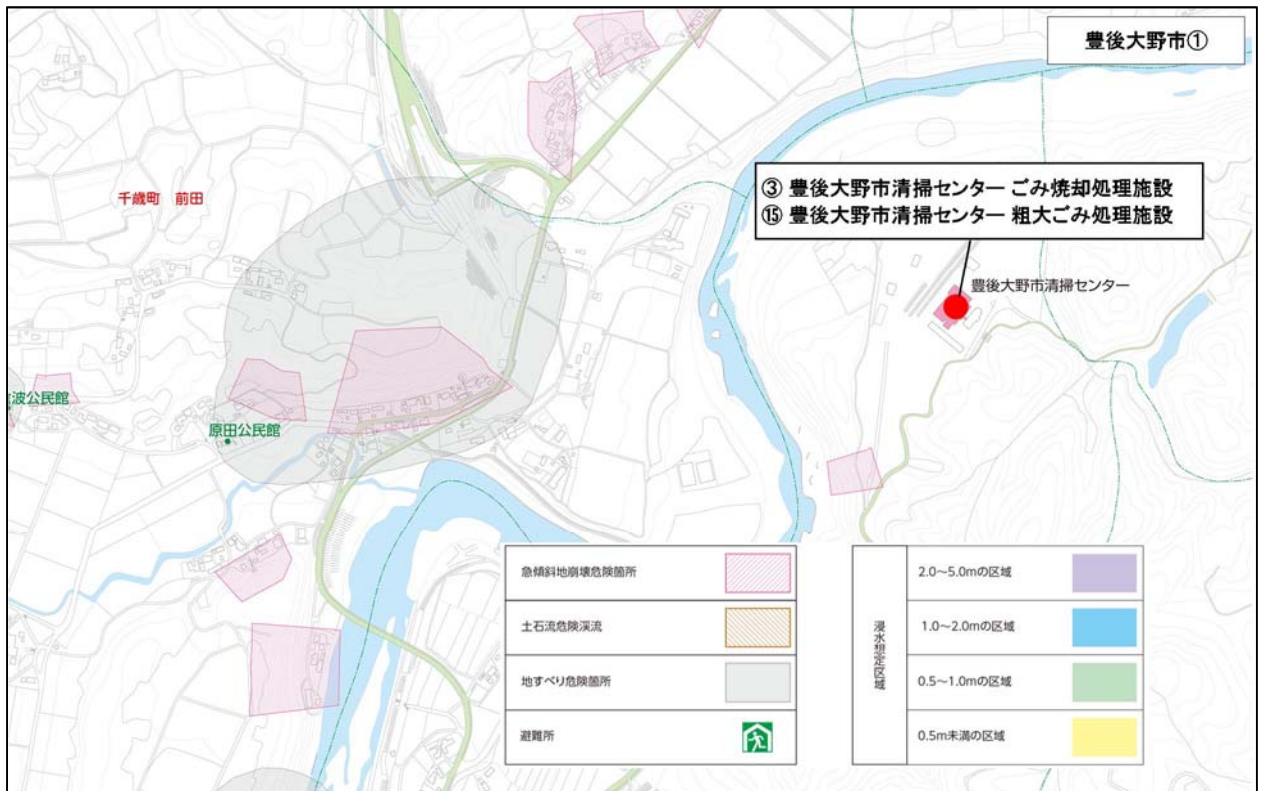 豊後大野市①
③ 豊後大野市清掃センター ごみ焼却処理施設
⑮ 豊後大野市清掃センター 粗大ごみ処理施設
千歳町 前田
豊後大野市清掃センター
波公民館
原田公民館
急傾斜地崩壊危険箇所
土石流危険渓流
地すべり危険箇所
避難所
浸水想定区域
2.0～5.0mの区域
1.0～2.0mの区域
0.5～1.0mの区域
0.5m未満の区域